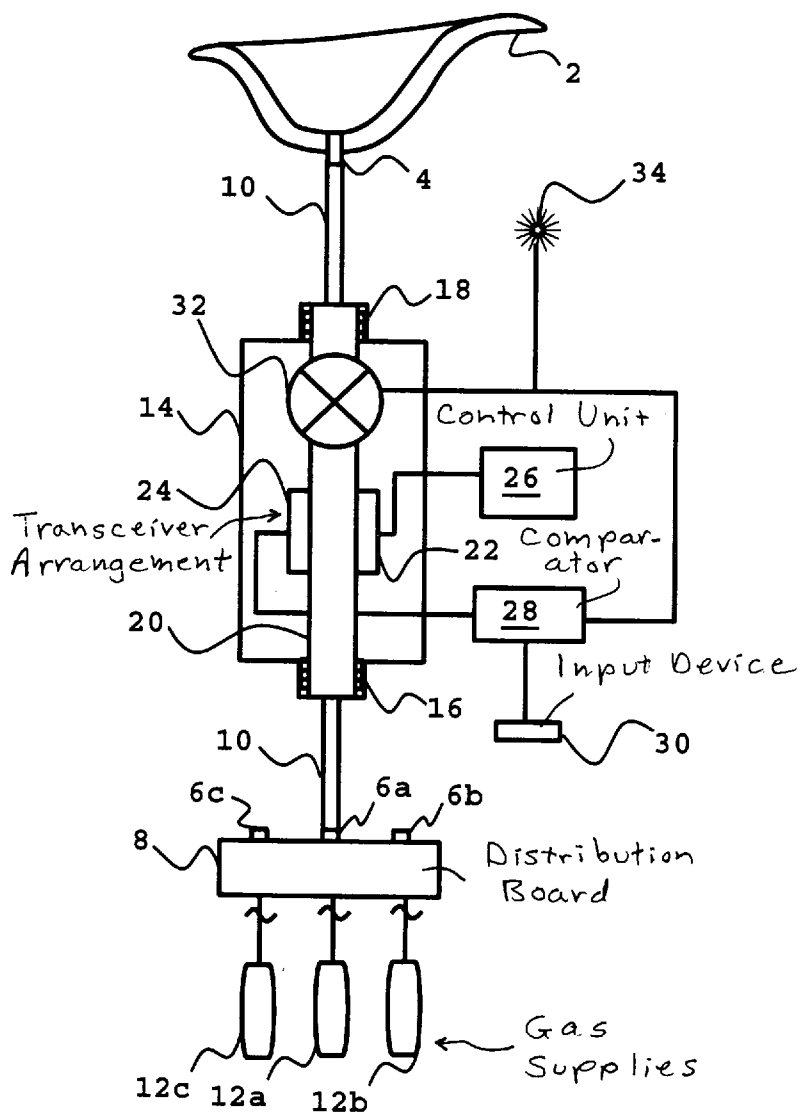 2
4
10
34
18
32
14
Control Unit
26
24
Transceiver
Arrangement
22
Compar-
ator
28
20
Input Device
16
30
10
6c
6a
6b
8
Distribution
Board
Gas
Supplies
12c
12a
12b